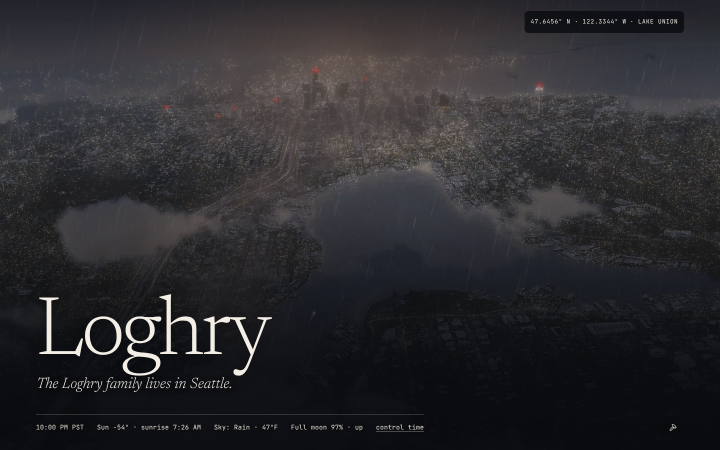 47.6456° N · 122.3344° W · LAKE UNION
Loghry
The Loghry family lives in Seattle.
10:00 PM PST Sun -54° · sunrise 7:26 AM Sky: Rain · 47°F Full moon 97% · up control time